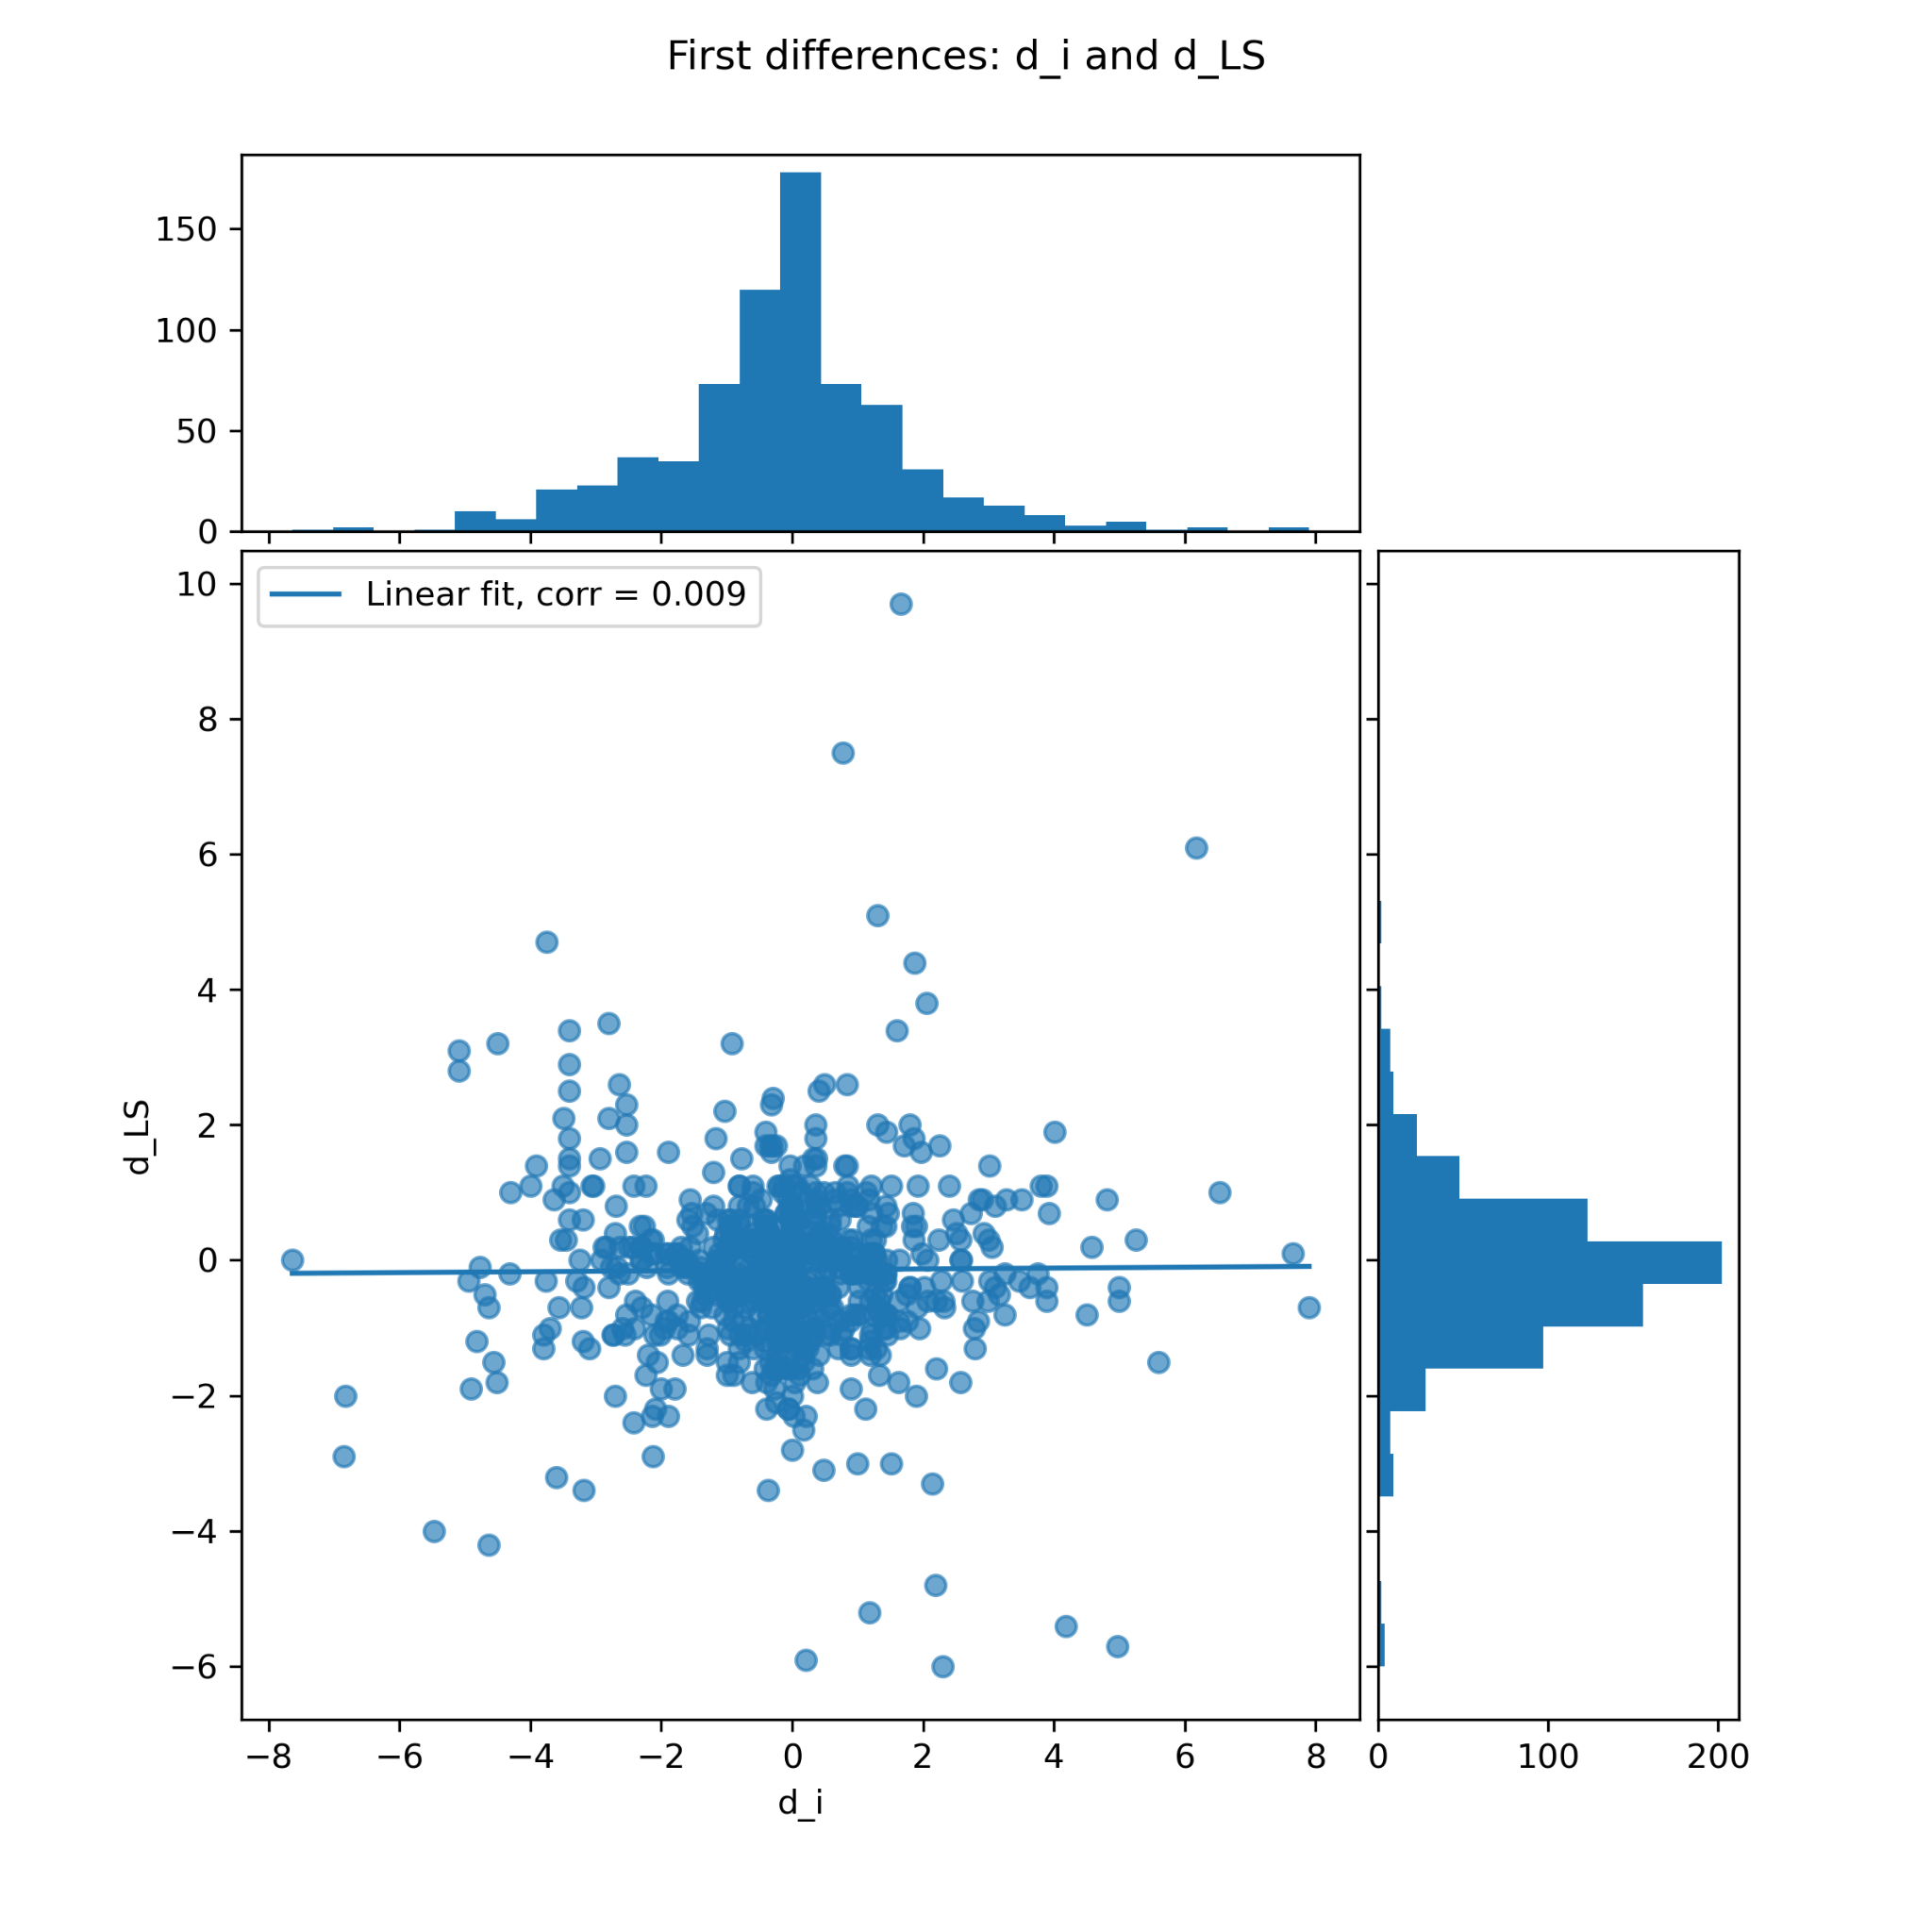 First differences: d_i and d_LS
150
100
50
0
Linear fit, corr = 0.009
10
8
6
4
2
0
−2
−4
−6
d_LS
−8 −6 −4 −2 0 2 4 6 8
0 100 200
d_i